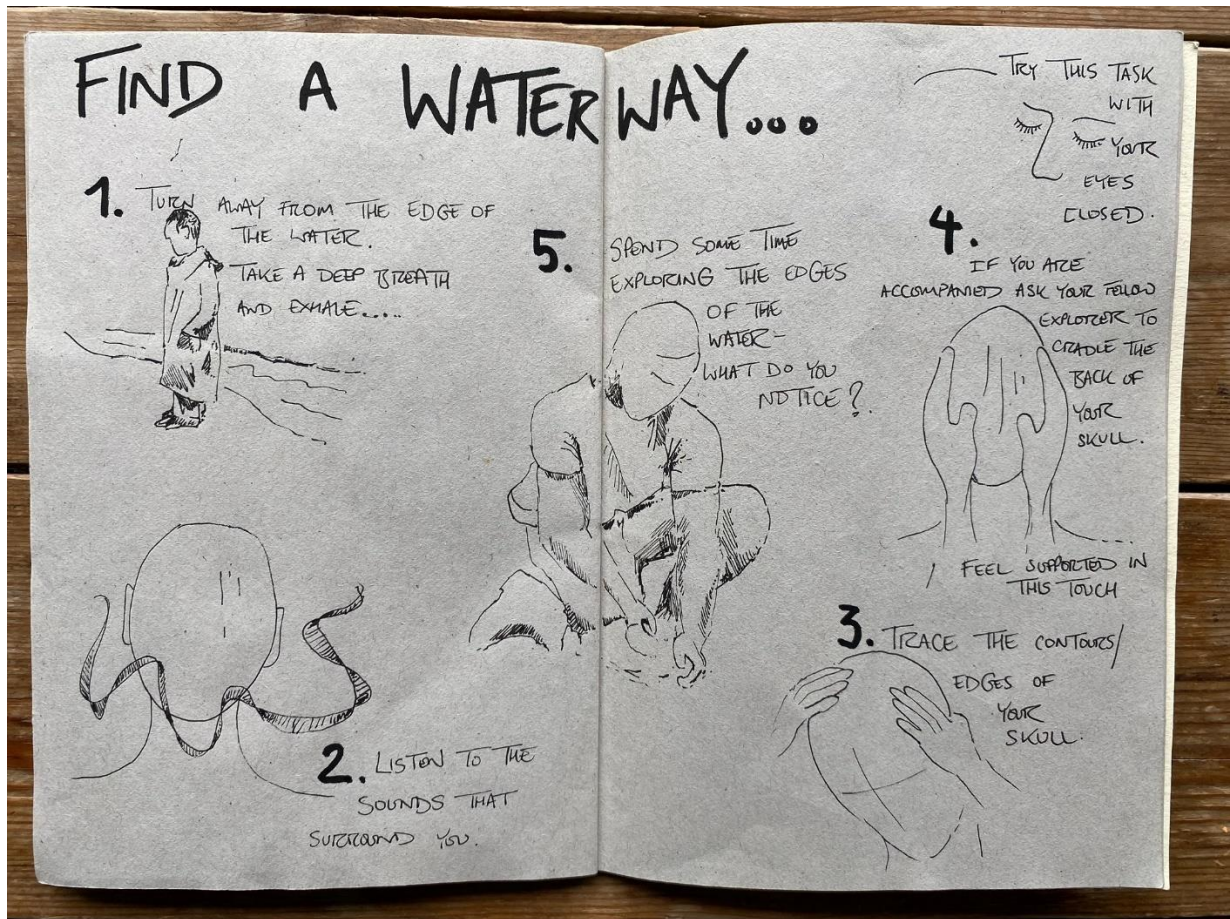 FIND A WATERWAY...
1. TURN AWAY FROM THE EDGE OF
THE WATER.
TAKE A DEEP BREATH
AND EXHALE.....
2. LISTEN TO THE
SOUNDS THAT
SURROUND YOU.
3. TRACE THE CONTOURS/
EDGES OF
YOUR
SKULL.
TRY THIS TASK
WITH
YOUR
EYES
CLOSED.
4.
IF YOU ARE
ACCOMPANIED ASK YOUR FELLOW
EXPLORER TO
CRADLE THE
BACK OF
YOUR
SKULL.
FEEL SUPPORTED IN
THIS TOUCH
5. SPEND SOME TIME
EXPLORING THE EDGES
OF THE
WATER-
WHAT DO YOU
NOTICE?